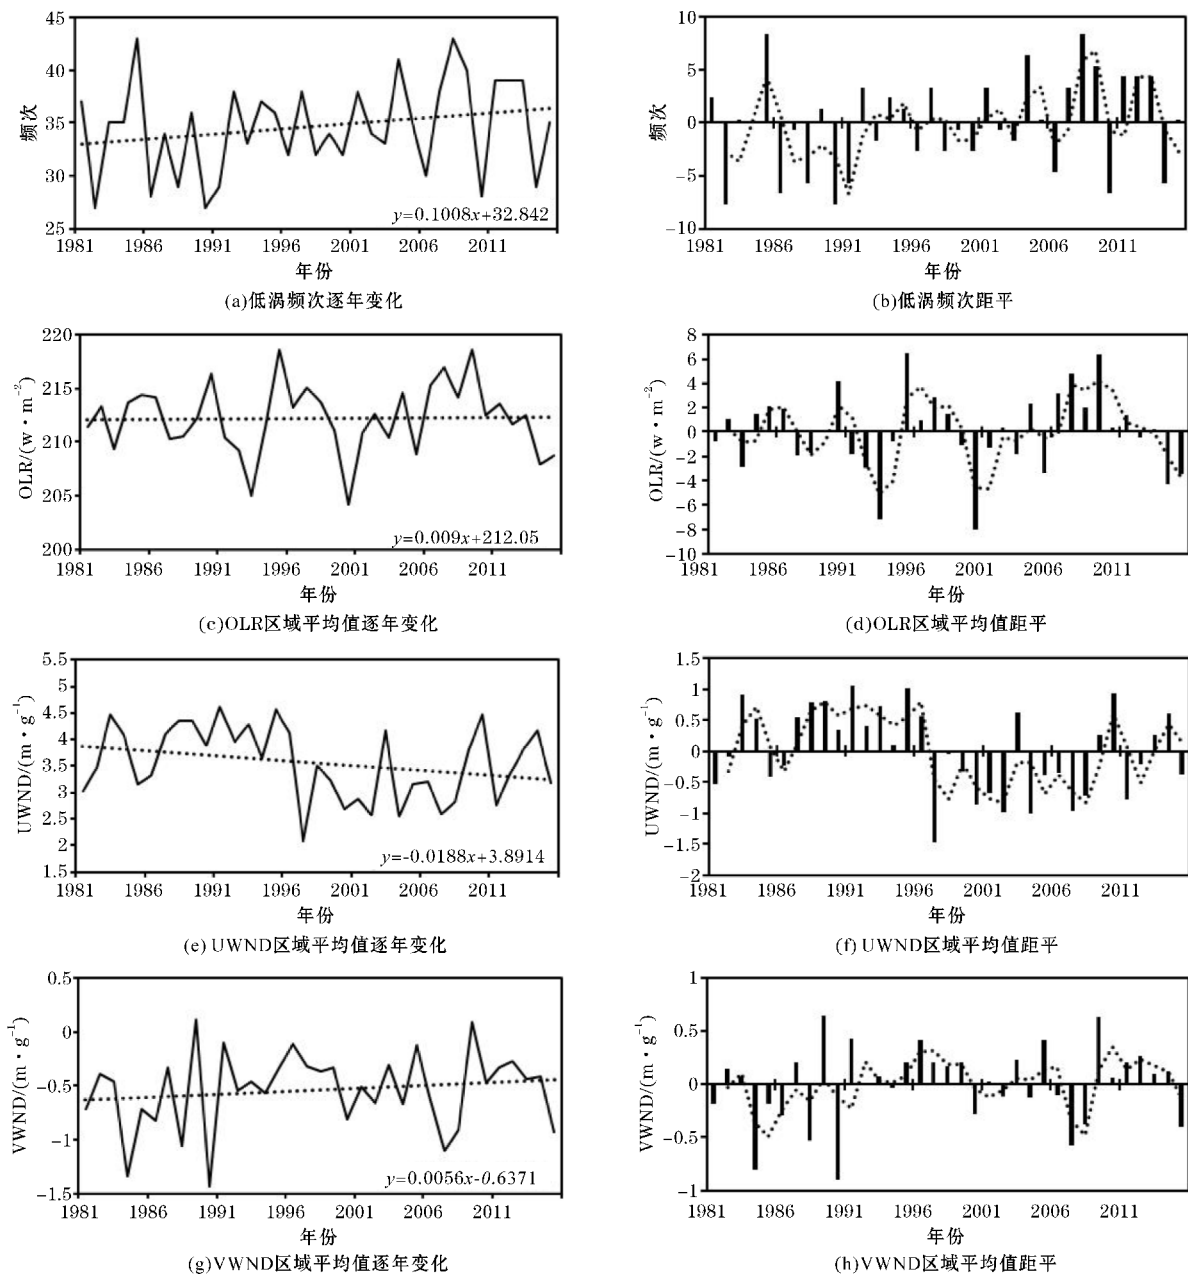 45
40
35
30
25
频次
y=0.1008x+32.842
1981 1986 1991 1996 2001 2006 2011
年份
(a)低涡频次逐年变化
10
5
0
−5
−10
频次
1981 1986 1991 1996 2001 2006 2011
年份
(b)低涡频次距平
220
215
210
205
200
OLR/(w·m⁻²)
y=0.009x+212.05
1981 1986 1991 1996 2001 2006 2011
年份
(c)OLR区域平均值逐年变化
8
6
4
2
0
−2
−4
−6
−8
−10
OLR/(w·m⁻²)
1981 1986 1991 1996 2001 2006 2011
年份
(d)OLR区域平均值距平
5.5
5
4.5
4
3.5
3
2.5
2
1.5
UWND/(m·g⁻¹)
y=-0.0188x+3.8914
1981 1986 1991 1996 2001 2006 2011
年份
(e) UWND区域平均值逐年变化
1.5
1
0.5
0
−0.5
−1
−1.5
−2
UWND/(m·g⁻¹)
1981 1986 1991 1996 2001 2006 2011
年份
(f) UWND区域平均值距平
0.5
0
−0.5
−1
−1.5
VWND/(m·g⁻¹)
y=0.0056x-0.6371
1981 1986 1991 1996 2001 2006 2011
年份
(g)VWND区域平均值逐年变化
1
0.5
0
−0.5
−1
VWND/(m·g⁻¹)
1981 1986 1991 1996 2001 2006 2011
年份
(h)VWND区域平均值距平